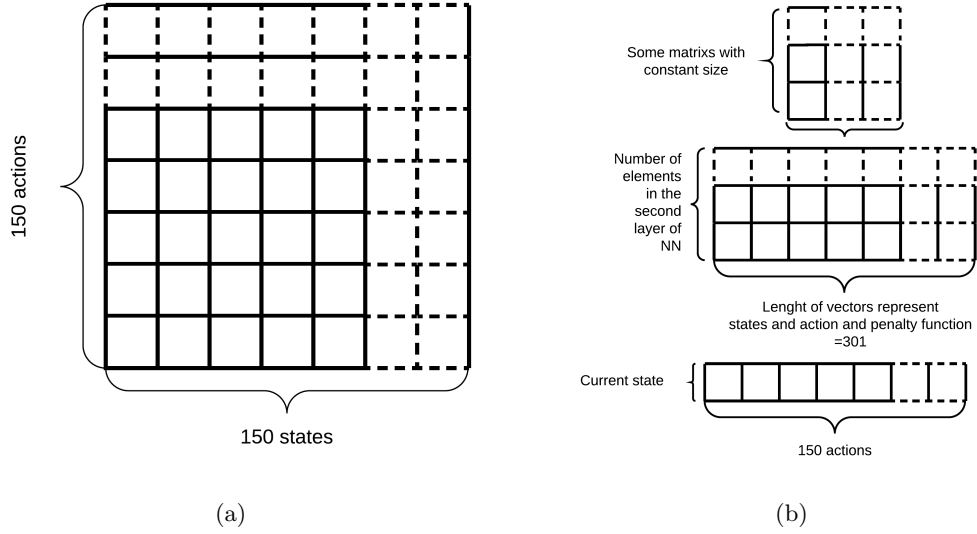 150 actions
150 states
(a)
Some matrixs with
constant size
Number of
elements
in the
second
layer of
NN
Lenght of vectors represent
states and action and penalty function
=301
Current state
150 actions
(b)